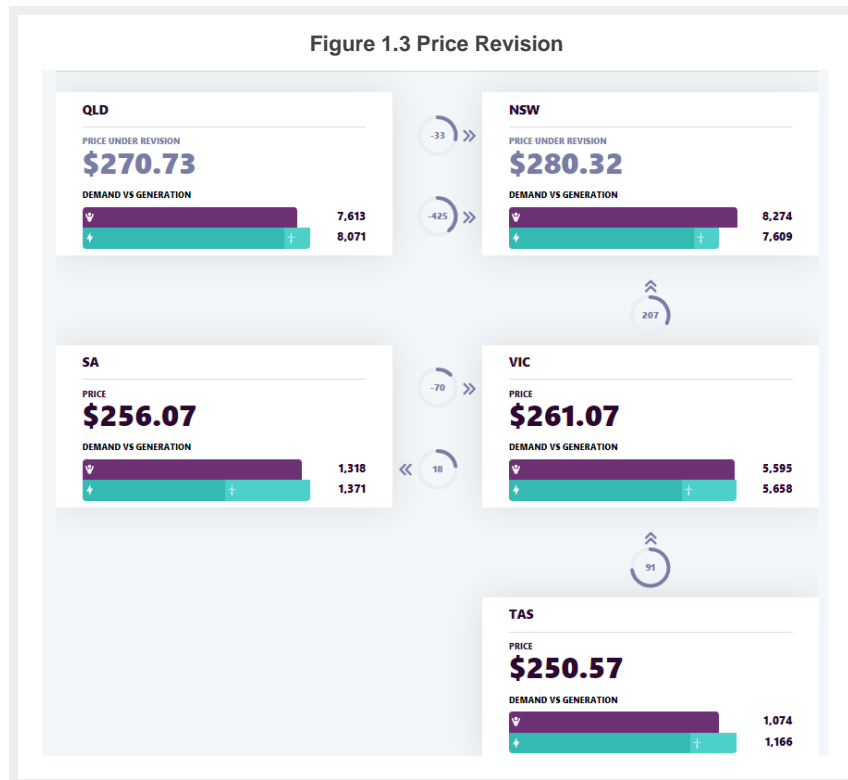 Figure 1.3 Price Revision
QLD
PRICE UNDER REVISION
$270.73
DEMAND VS GENERATION
7,613
8,071
-33
-425
NSW
PRICE UNDER REVISION
$280.32
DEMAND VS GENERATION
8,274
7,609
207
SA
PRICE
$256.07
DEMAND VS GENERATION
1,318
1,371
-70
18
VIC
PRICE
$261.07
DEMAND VS GENERATION
5,595
5,658
91
TAS
PRICE
$250.57
DEMAND VS GENERATION
1,074
1,166